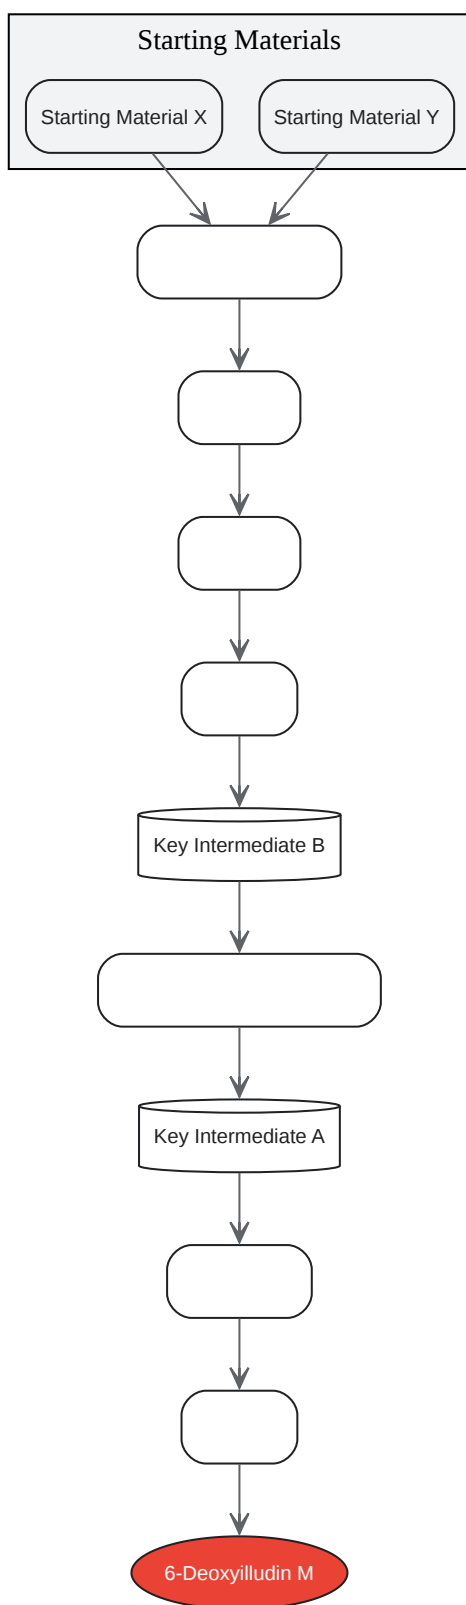 Starting Materials
Starting Material X
Starting Material Y
Key Intermediate B
Key Intermediate A
6-Deoxyilludin M